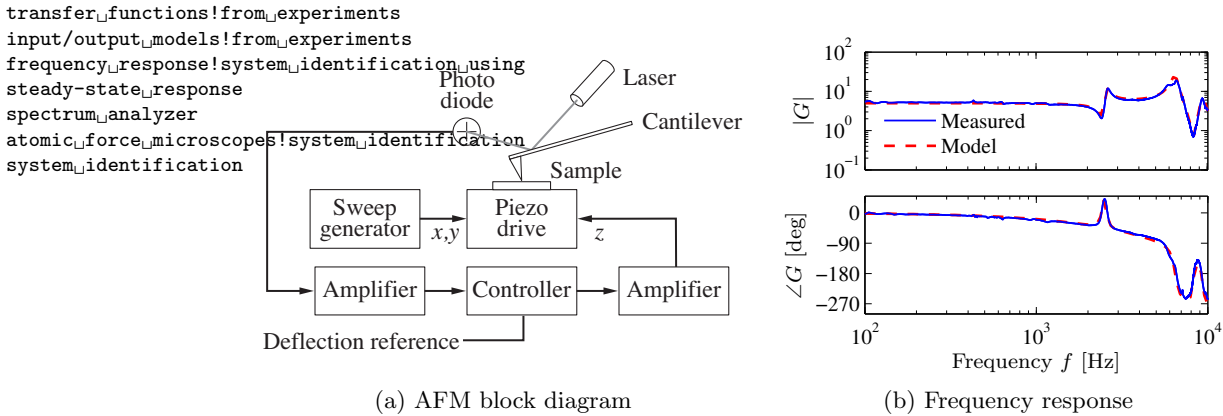 transfer␣functions!from␣experiments
input/output␣models!from␣experiments
frequency␣response!system␣identification␣using
steady-state␣response
spectrum␣analyzer
atomic␣force␣microscopes!system␣identification
system␣identification
Photo
diode
Laser
Cantilever
Sample
Sweep
generator
x,y
Piezo
drive
z
Amplifier
Controller
Amplifier
Deflection reference
(a) AFM block diagram
10^2
10^1
10^0
10^-1
|G|
Measured
Model
0
−90
−180
−270
∠G [deg]
10^2
10^3
10^4
Frequency f [Hz]
(b) Frequency response